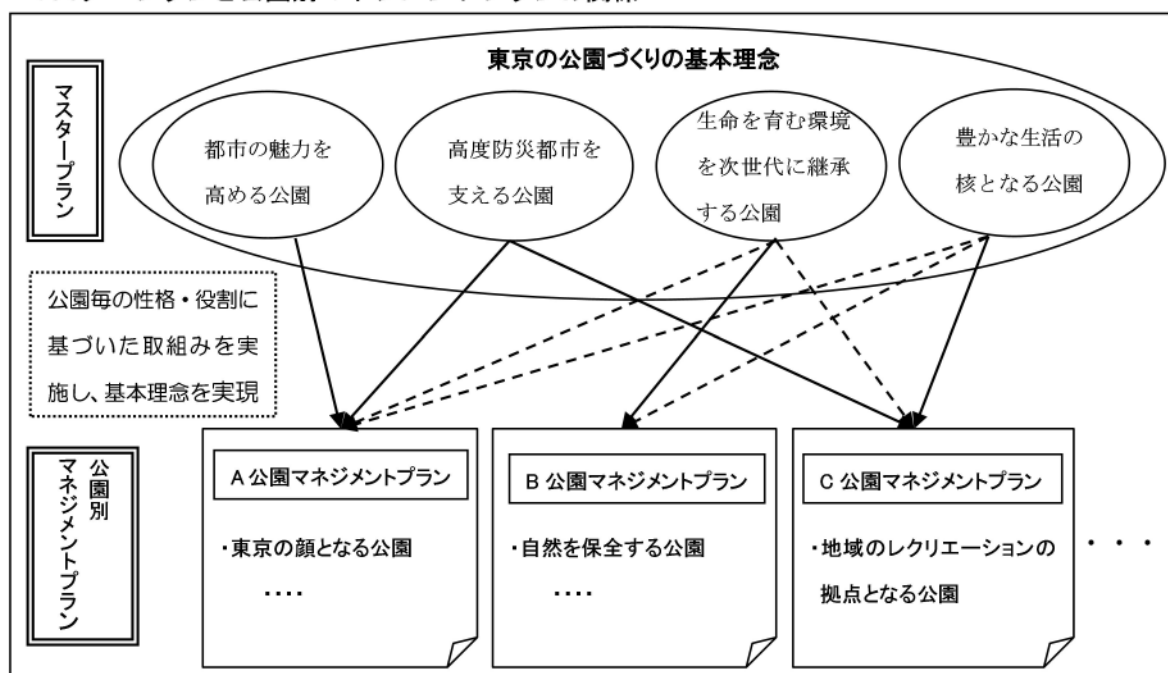 東京の公園づくりの基本理念
マスタープラン
都市の魅力を
高める公園
高度防災都市を
支える公園
生命を育む環境
を次世代に継承
する公園
豊かな生活の
核となる公園
公園毎の性格・役割に
基づいた取組みを実
施し、基本理念を実現
公園別
マネジメントプラン
A 公園マネジメントプラン
・東京の顔となる公園
・・・・
B 公園マネジメントプラン
・自然を保全する公園
・・・・
C 公園マネジメントプラン
・地域のレクリエーションの
拠点となる公園
・・・